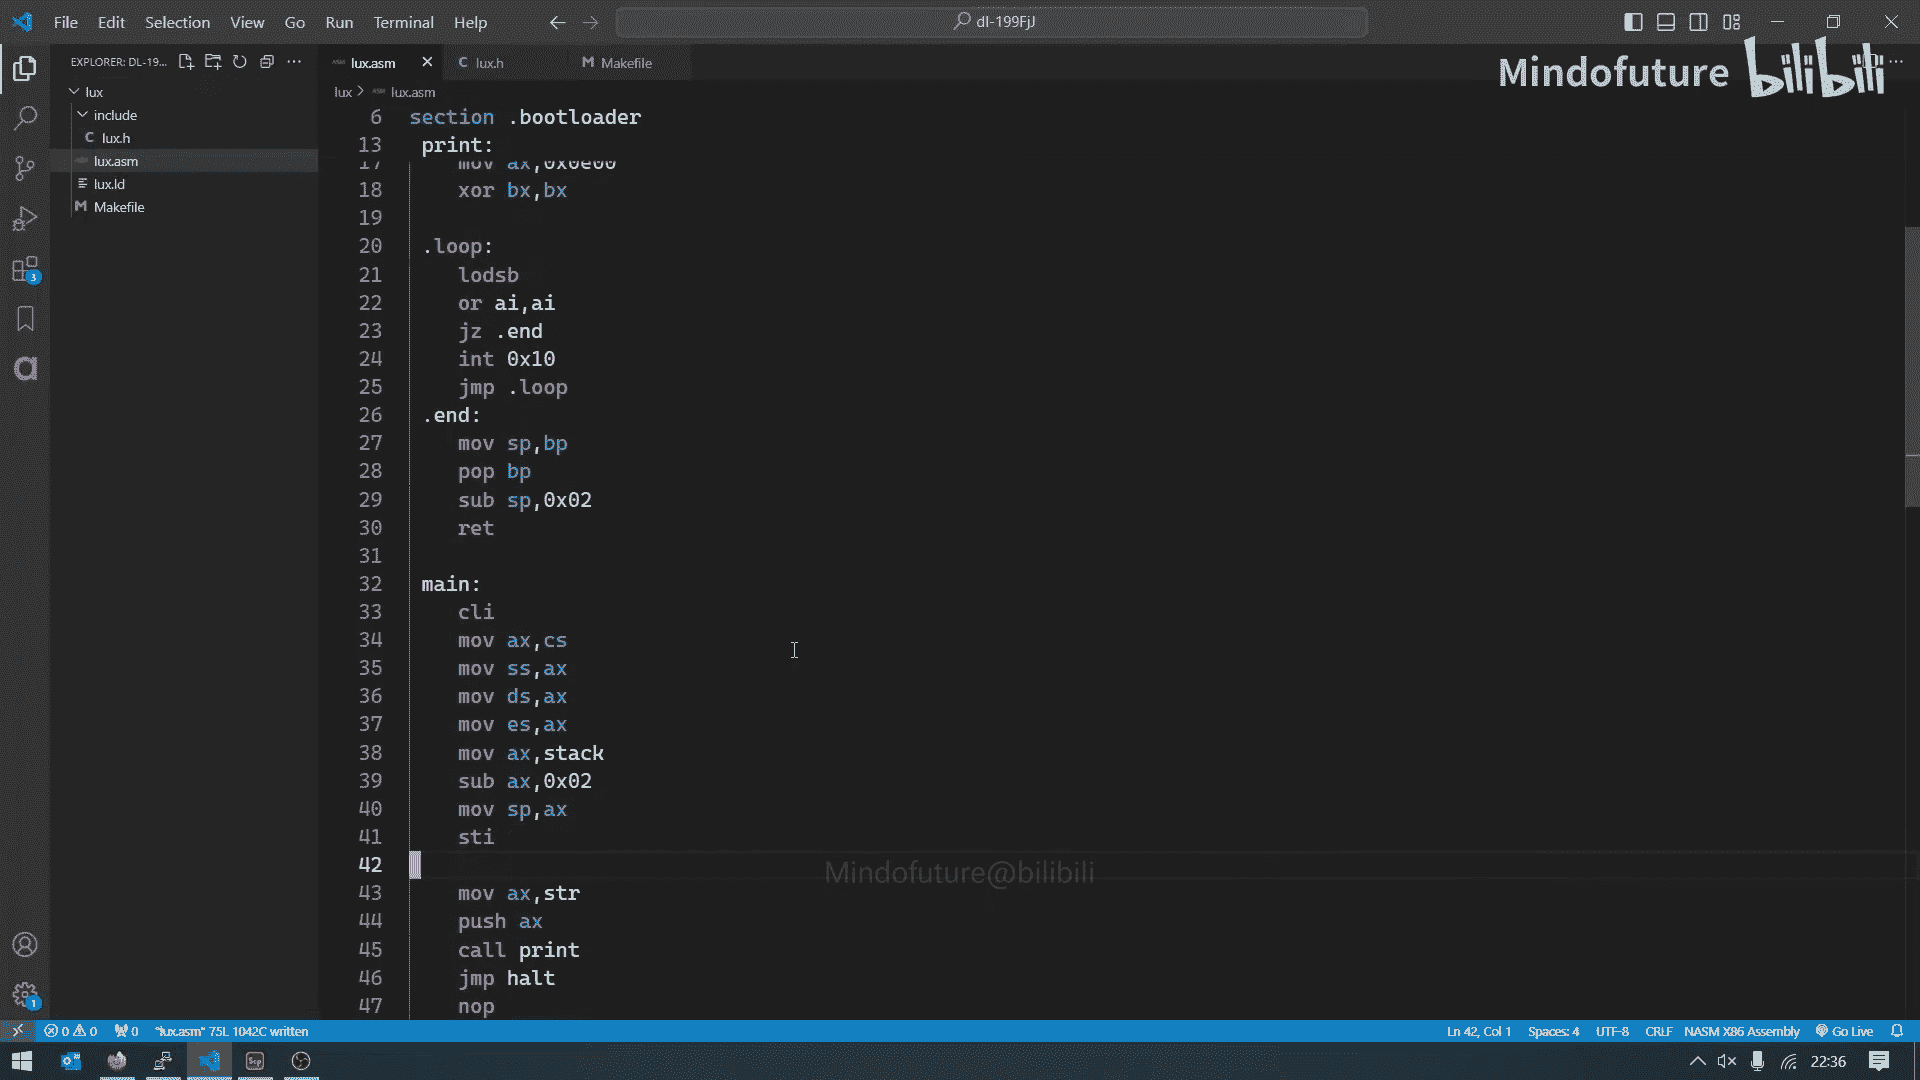 File Edit Selection View Go Run Terminal Help
dl-199FjJ
EXPLORER: DL-19...
lux.asm
lux.h
Makefile
Mindofuture bilibili
lux
include
lux.h
lux.asm
lux.ld
Makefile
lux > lux.asm
6 section .bootloader
13 print:
17 mov ax,0x0e00
18 xor bx,bx
19
20 .loop:
21 lodsb
22 or ai,ai
23 jz .end
24 int 0x10
25 jmp .loop
26 .end:
27 mov sp,bp
28 pop bp
29 sub sp,0x02
30 ret
31
32 main:
33 cli
34 mov ax,cs
35 mov ss,ax
36 mov ds,ax
37 mov es,ax
38 mov ax,stack
39 sub ax,0x02
40 mov sp,ax
41 sti
42
Mindofuture@bilibili
43 mov ax,str
44 push ax
45 call print
46 jmp halt
47 nop
3
1
0 0 0 "lux.asm" 75L 1042C written
Ln 42, Col 1 Spaces: 4 UTF-8 CRLF NASM X86 Assembly Go Live
22:36